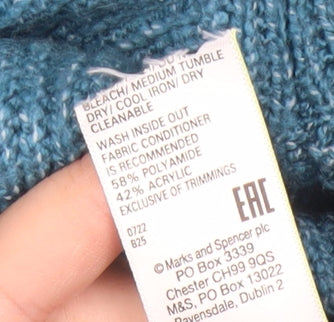 BLEACH/ MEDIUM TUMBLE
DRY/ COOL IRON/ DRY
CLEANABLE
WASH INSIDE OUT
FABRIC CONDITIONER
IS RECOMMENDED
58% POLYAMIDE
42% ACRYLIC
EXCLUSIVE OF TRIMMINGS
0722
B25
EAC
© Marks and Spencer plc
PO Box 3339
Chester CH99 9QS
M&S, PO Box 13022
Ravensdale, Dublin 2